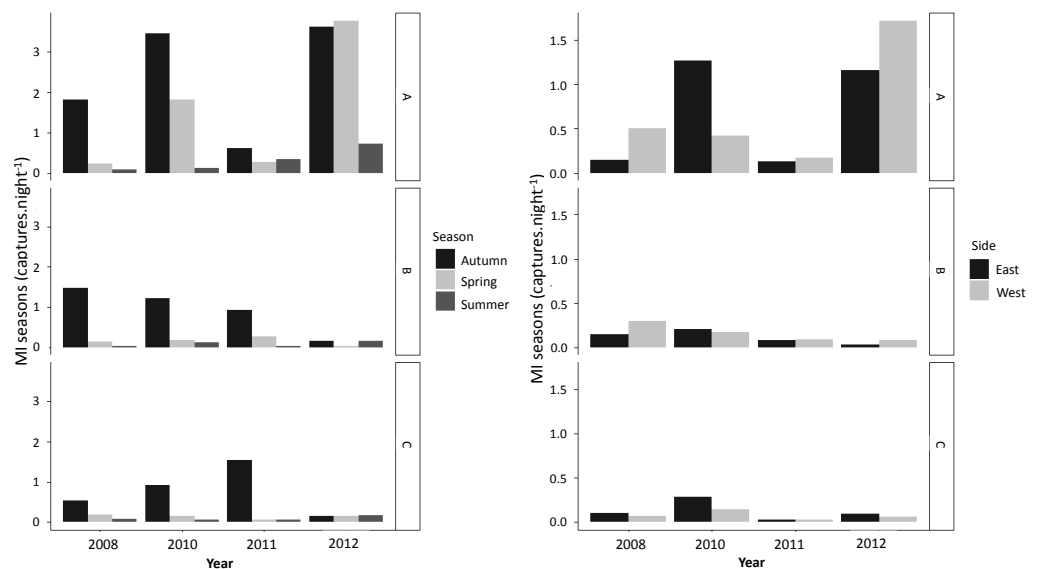 MI seasons (captures.night⁻¹)
3
2
1
0
A
3
2
1
0
B
3
2
1
0
C
2008 2010 2011 2012
Year
Season
Autumn
Spring
Summer
MI seasons (captures.night⁻¹)
1.5
1.0
0.5
0.0
A
1.5
1.0
0.5
0.0
B
1.5
1.0
0.5
0.0
C
2008 2010 2011 2012
Year
Side
East
West